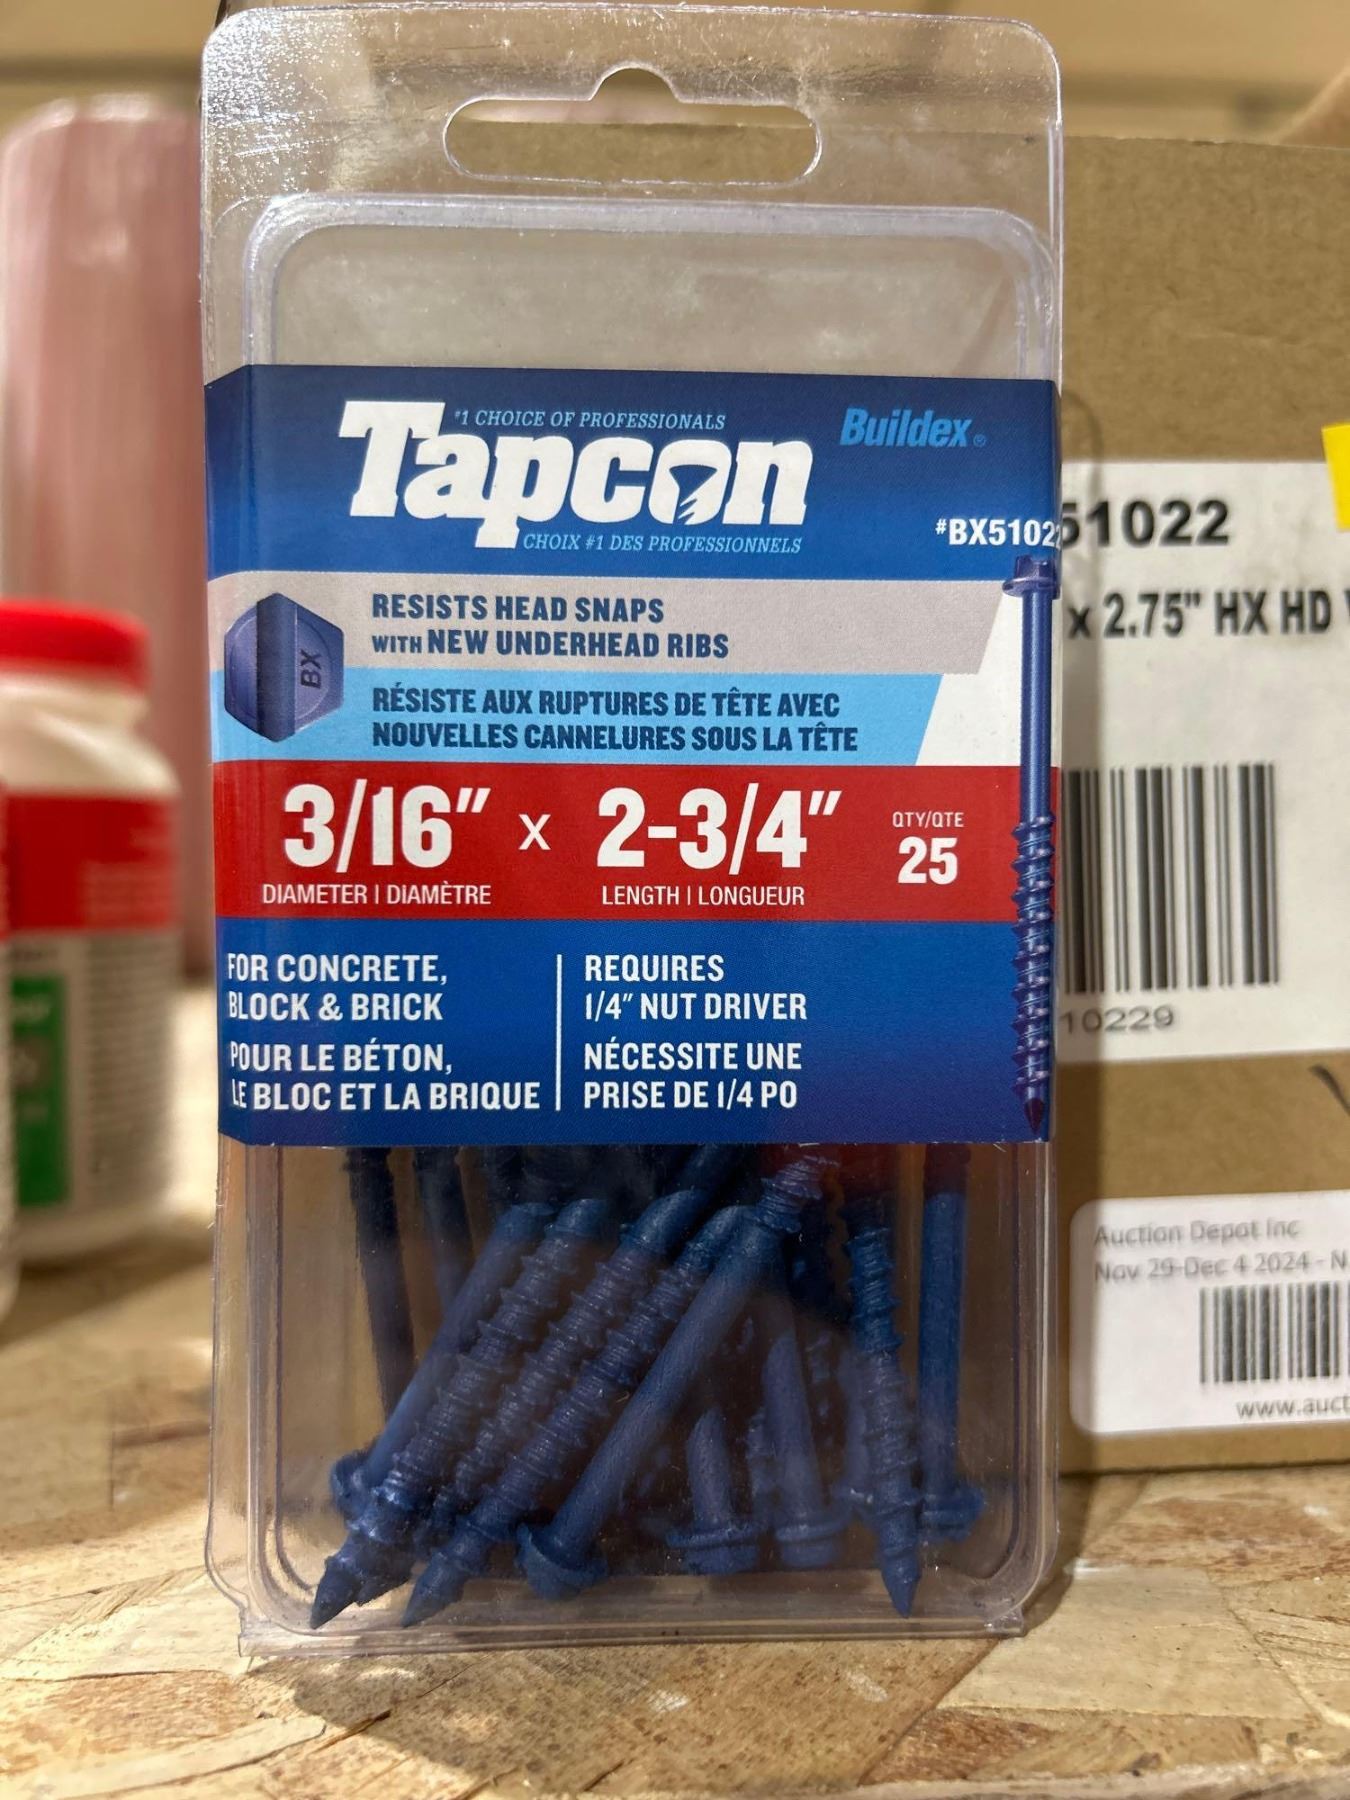 #1 CHOICE OF PROFESSIONALS
Tapcon
CHOIX #1 DES PROFESSIONNELS
Buildex®
#BX51022
RESISTS HEAD SNAPS
WITH NEW UNDERHEAD RIBS
BX
RÉSISTE AUX RUPTURES DE TÊTE AVEC
NOUVELLES CANNELURES SOUS LA TÊTE
3/16" x 2-3/4"
DIAMETER | DIAMÈTRE
LENGTH | LONGUEUR
QTY/QTE
25
FOR CONCRETE,
BLOCK & BRICK
POUR LE BÉTON,
LE BLOC ET LA BRIQUE
REQUIRES
1/4" NUT DRIVER
NÉCESSITE UNE
PRISE DE 1/4 PO
51022
x 2.75" HX HD
10229
Auction Depot Inc
Nov 29-Dec 4 2024 - N
www.auct